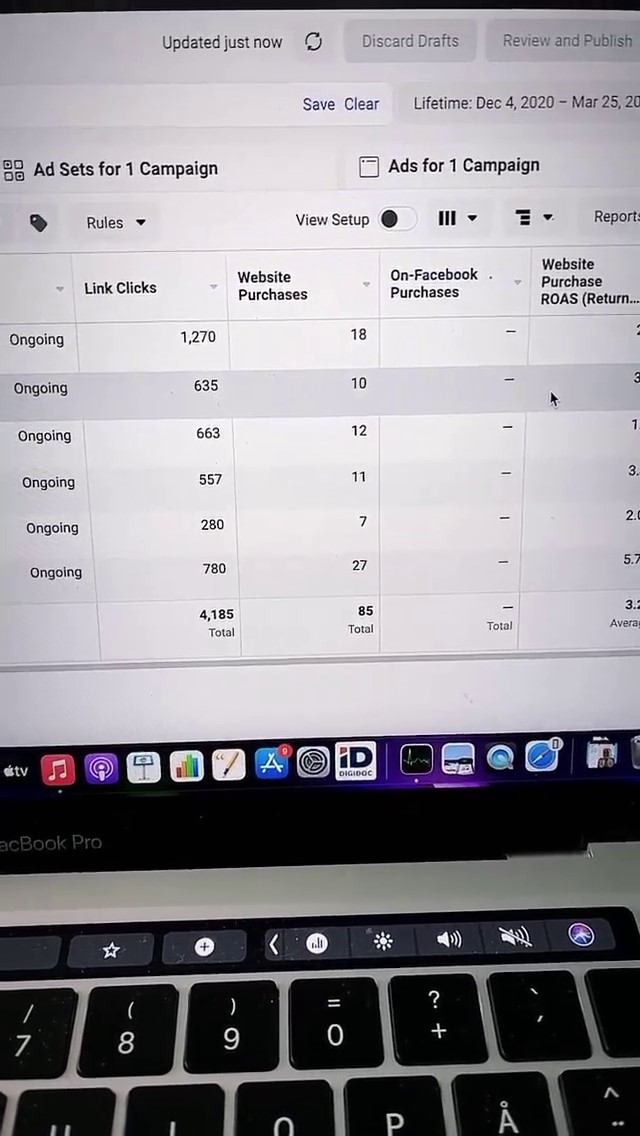 Updated just now Discard Drafts Review and Publish
Save Clear Lifetime: Dec 4, 2020 – Mar 25, 20
Ad Sets for 1 Campaign Ads for 1 Campaign
Rules View Setup Reports
Link Clicks Website Purchases On-Facebook Purchases Website Purchase ROAS (Return...
Ongoing 1,270 18 — 2
Ongoing 635 10 — 3
Ongoing 663 12 — 1.
Ongoing 557 11 — 3.
Ongoing 280 7 — 2.0
Ongoing 780 27 — 5.7
4,185 85 — 3.2
Total Total Total Avera
tv 9 iD
DIGIDOC
acBook Pro
/ ( ) = ? `
7 8 9 0 + ´
U I O P Å ^
¨